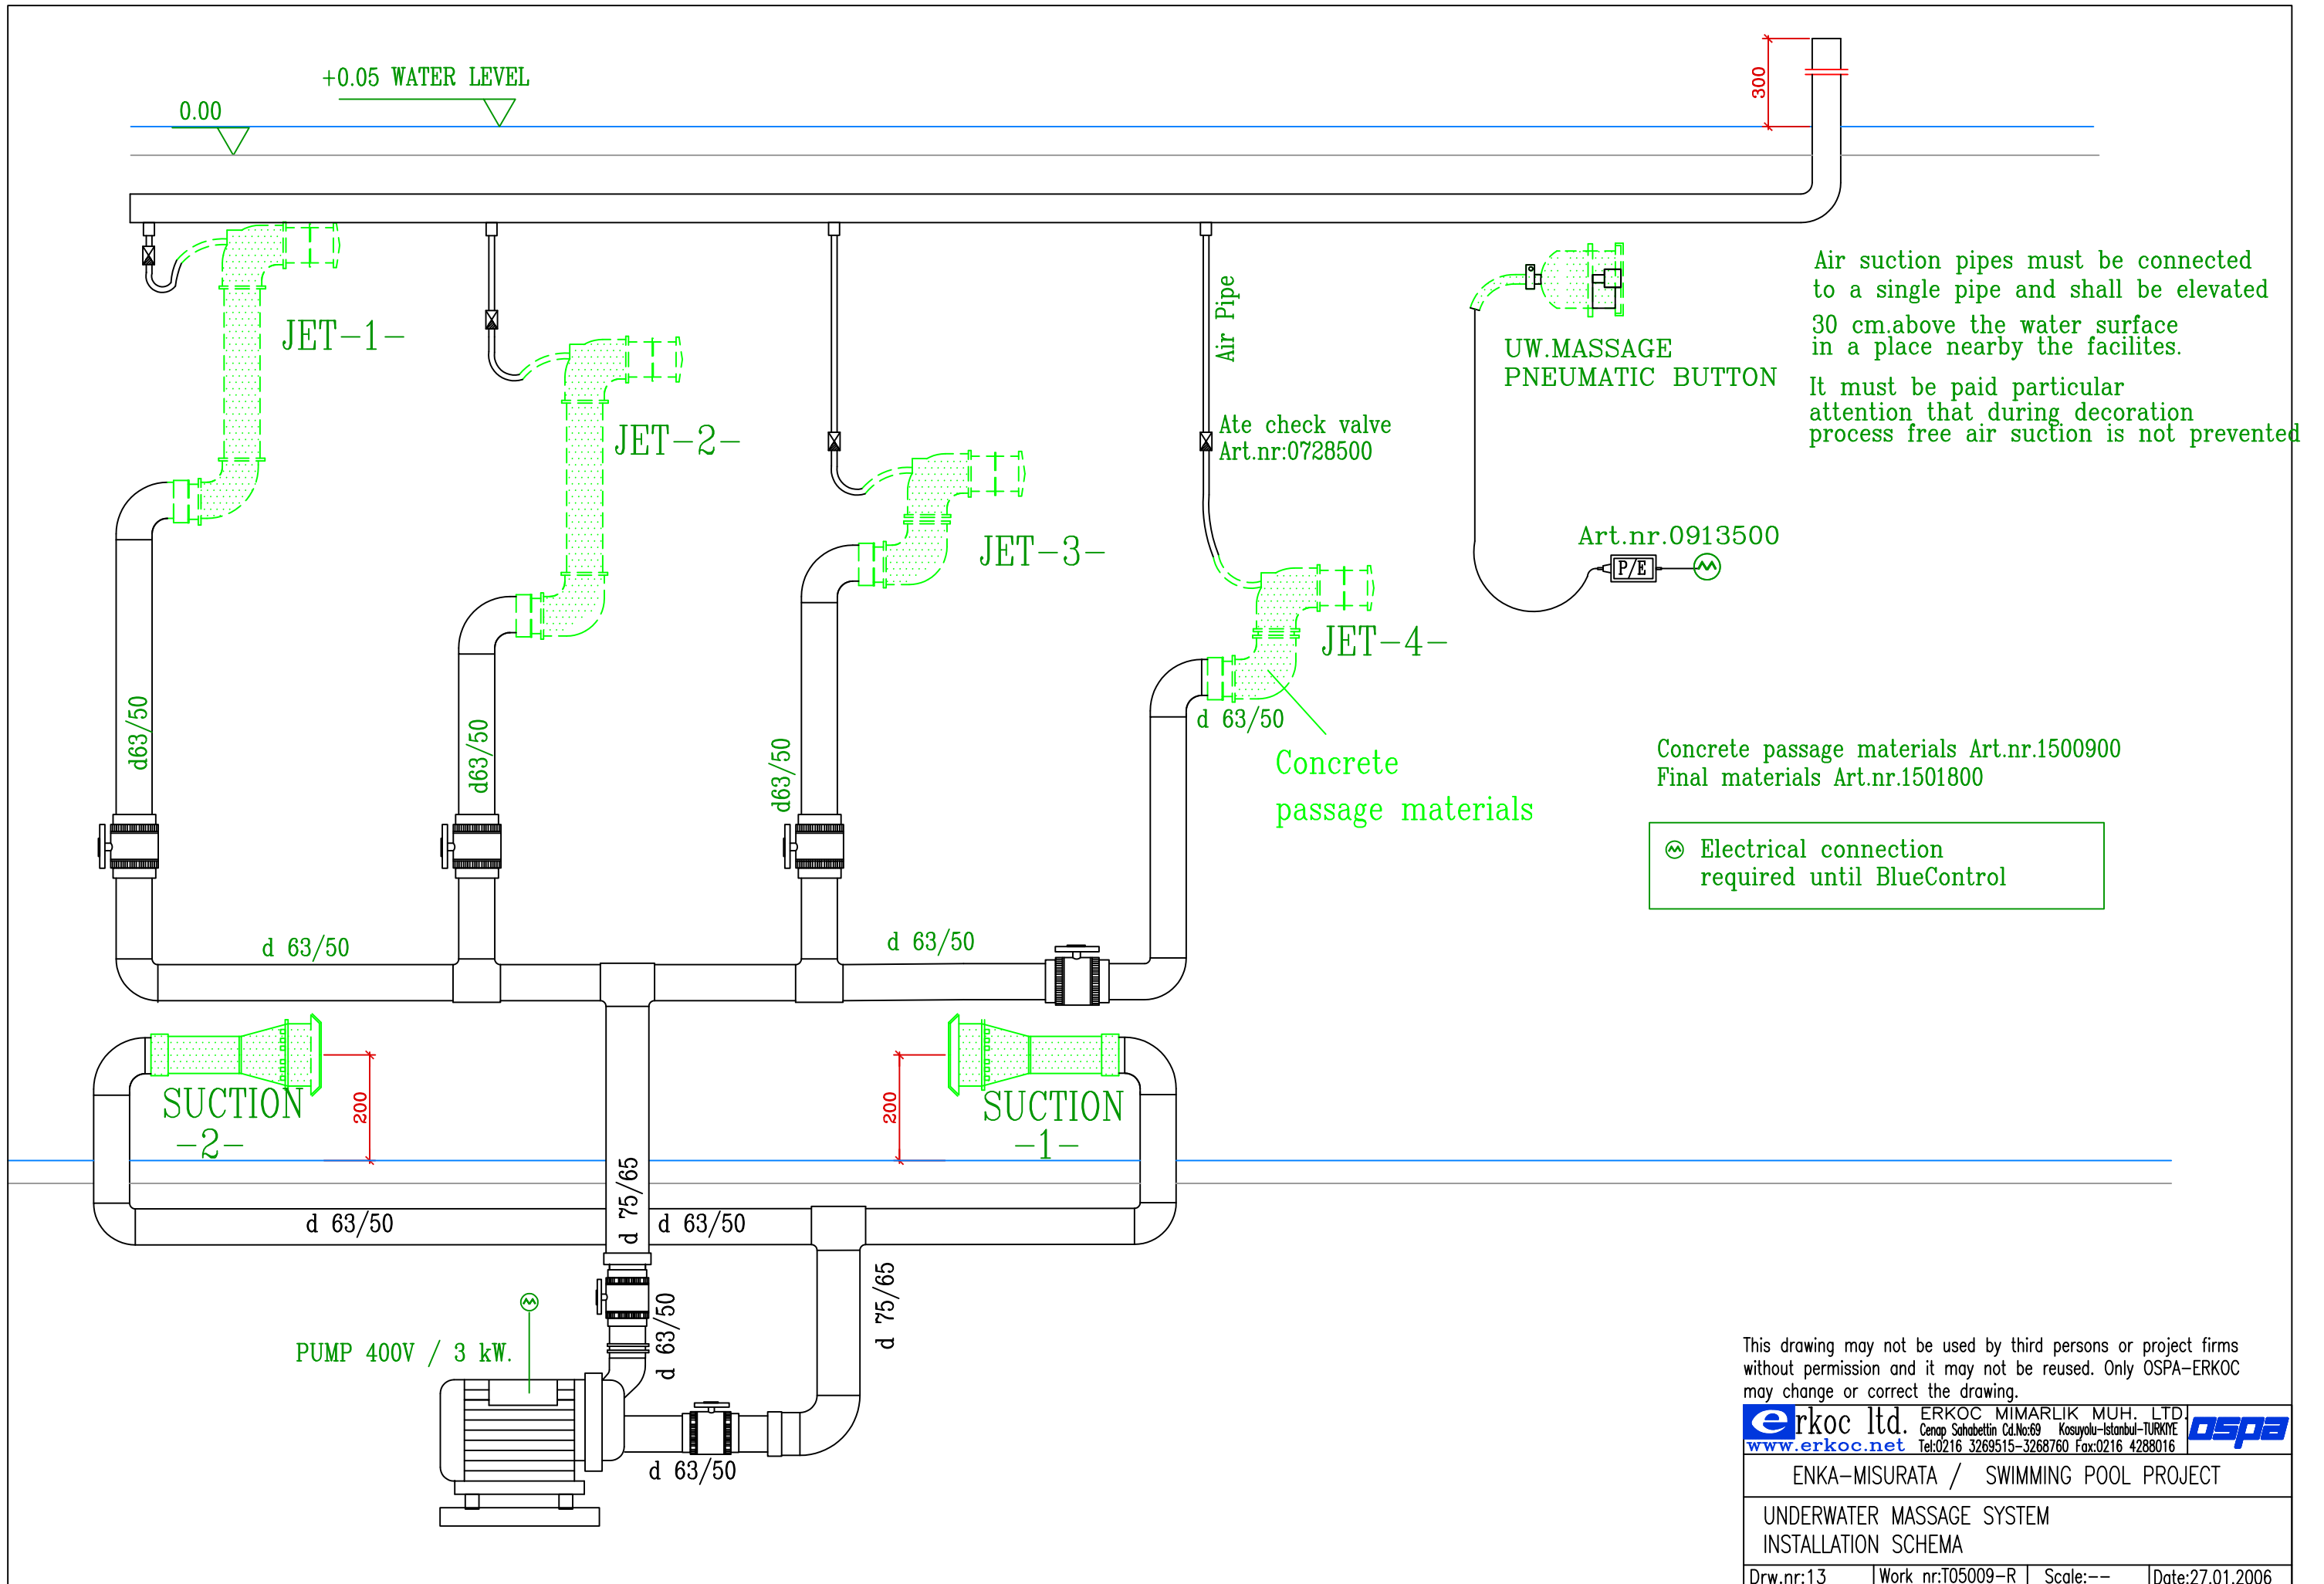 +0.05 WATER LEVEL
0.00
300
JET-1-
JET-2-
JET-3-
JET-4-
Air Pipe
Ate check valve
Art.nr:0728500
UW.MASSAGE
PNEUMATIC BUTTON
Air suction pipes must be connected
to a single pipe and shall be elevated
30 cm.above the water surface
in a place nearby the facilites.
It must be paid particular
attention that during decoration
process free air suction is not prevented
Art.nr.0913500
P/E
d63/50
d63/50
d63/50
d 63/50
Concrete
passage materials
Concrete passage materials Art.nr.1500900
Final materials Art.nr.1501800
Electrical connection
required until BlueControl
d 63/50
d 63/50
SUCTION
-2-
200
200
SUCTION
-1-
d 75/65
d 63/50
d 63/50
d 63/50
d 75/65
PUMP 400V / 3 kW.
d 63/50
This drawing may not be used by third persons or project firms
without permission and it may not be reused. Only OSPA-ERKOC
may change or correct the drawing.
erkoc ltd.
www.erkoc.net
ERKOC MIMARLIK MUH. LTD.
Cenap Sahabettin Cd.No:69 Kosuyolu-Istanbul-TURKIYE
Tel:0216 3269515-3268760 Fax:0216 4288016
ospa
ENKA-MISURATA / SWIMMING POOL PROJECT
UNDERWATER MASSAGE SYSTEM
INSTALLATION SCHEMA
Drw.nr:13 Work nr:T05009-R Scale:-- Date:27.01.2006